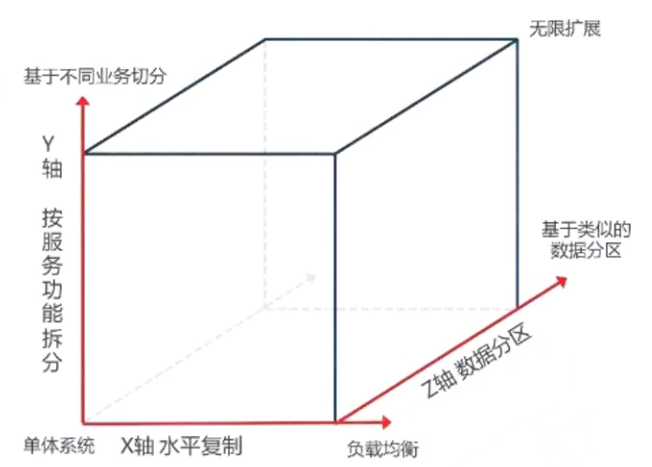 无限扩展
基于不同业务切分
Y轴 按服务功能拆分
基于类似的
数据分区
Z轴 数据分区
单体系统
X轴 水平复制
负载均衡